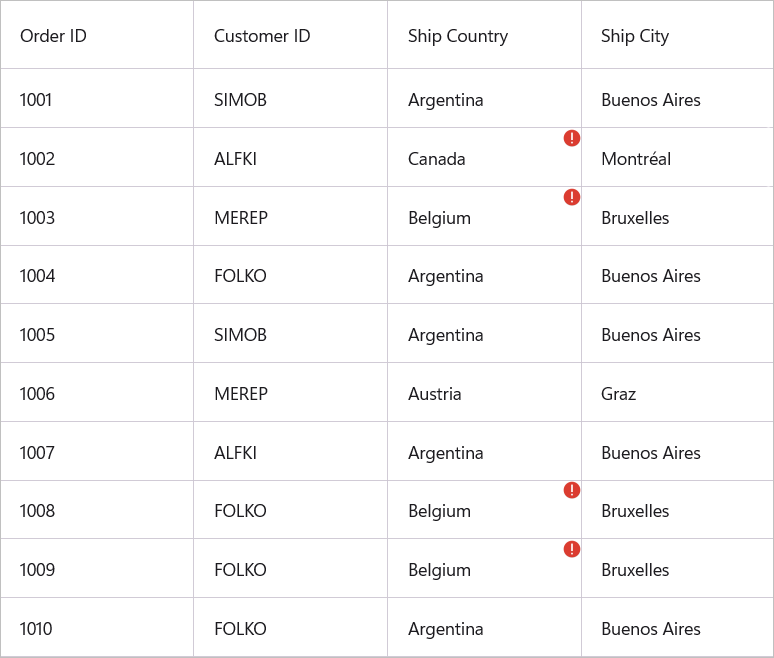 Order ID Customer ID Ship Country Ship City
1001 SIMOB Argentina Buenos Aires
1002 ALFKI Canada Montréal
1003 MEREP Belgium Bruxelles
1004 FOLKO Argentina Buenos Aires
1005 SIMOB Argentina Buenos Aires
1006 MEREP Austria Graz
1007 ALFKI Argentina Buenos Aires
1008 FOLKO Belgium Bruxelles
1009 FOLKO Belgium Bruxelles
1010 FOLKO Argentina Buenos Aires